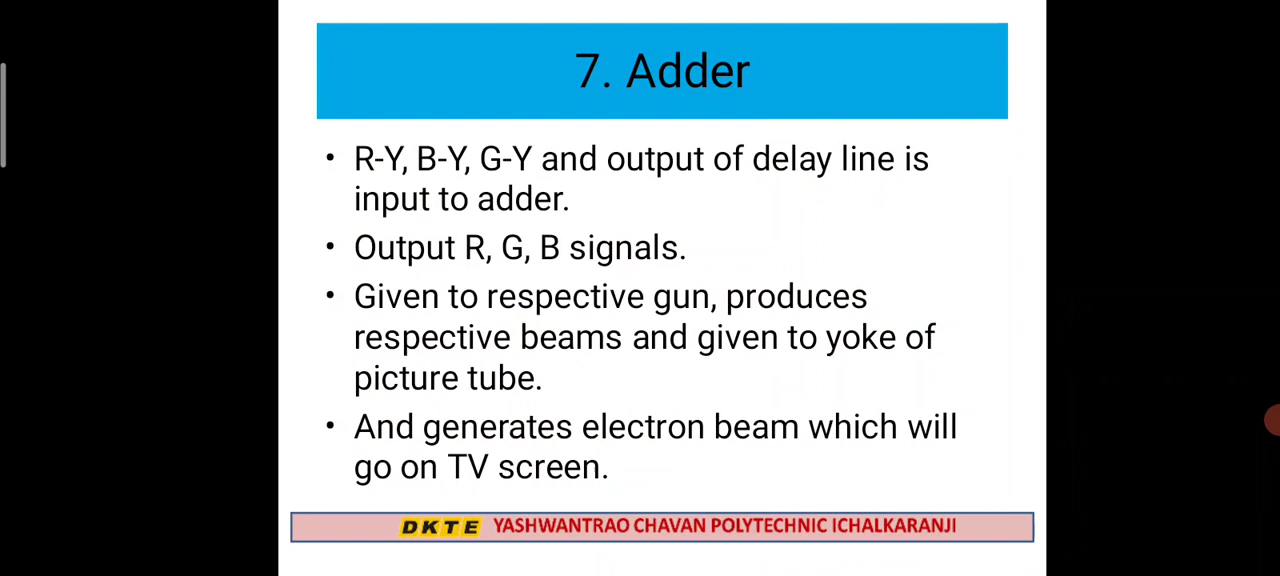 7. Adder
• R-Y, B-Y, G-Y and output of delay line is
input to adder.
• Output R, G, B signals.
• Given to respective gun, produces
respective beams and given to yoke of
picture tube.
• And generates electron beam which will
go on TV screen.
DKTE YASHWANTRAO CHAVAN POLYTECHNIC ICHALKARANJI